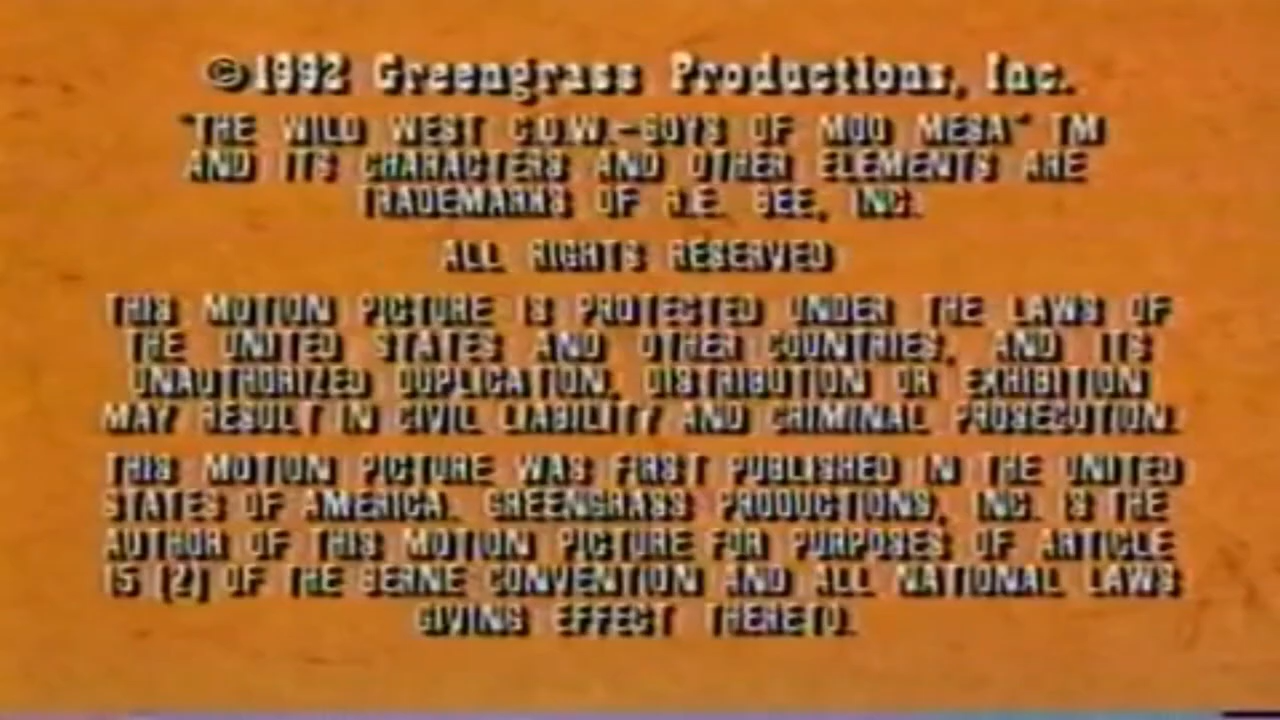 ©1992 Greengrass Productions, Inc.
"THE WILD WEST C.O.W.-BOYS OF MOO MESA" TM
AND ITS CHARACTERS AND OTHER ELEMENTS ARE
TRADEMARKS OF J.E. GEE, INC.
ALL RIGHTS RESERVED
THIS MOTION PICTURE IS PROTECTED UNDER THE LAWS OF
THE UNITED STATES AND OTHER COUNTRIES, AND ITS
UNAUTHORIZED DUPLICATION, DISTRIBUTION OR EXHIBITION
MAY RESULT IN CIVIL LIABILITY AND CRIMINAL PROSECUTION.
THIS MOTION PICTURE WAS FIRST PUBLISHED IN THE UNITED
STATES OF AMERICA. GREENGRASS PRODUCTIONS, INC. IS THE
AUTHOR OF THIS MOTION PICTURE FOR PURPOSES OF ARTICLE
15 (2) OF THE BERNE CONVENTION AND ALL NATIONAL LAWS
GIVING EFFECT THERETO.